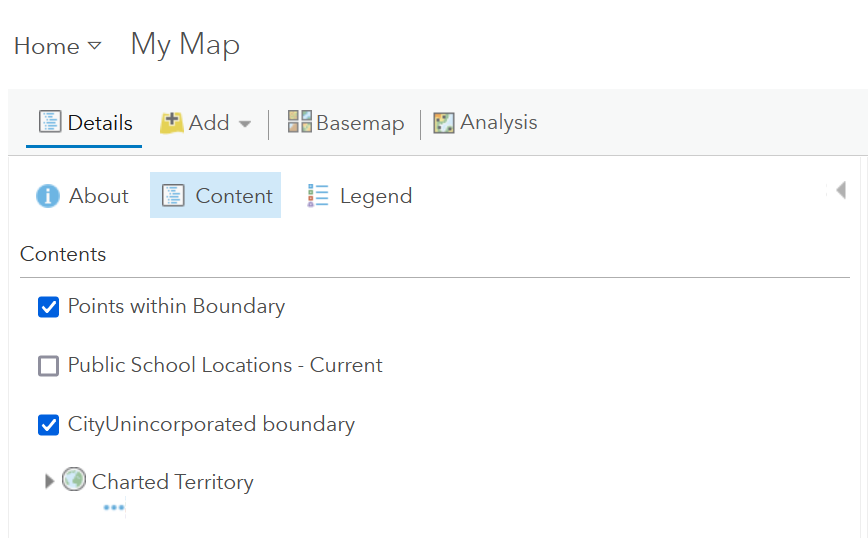 Home My Map
Details Add Basemap Analysis
About Content Legend
Contents
Points within Boundary
Public School Locations - Current
CityUnincorporated boundary
Charted Territory